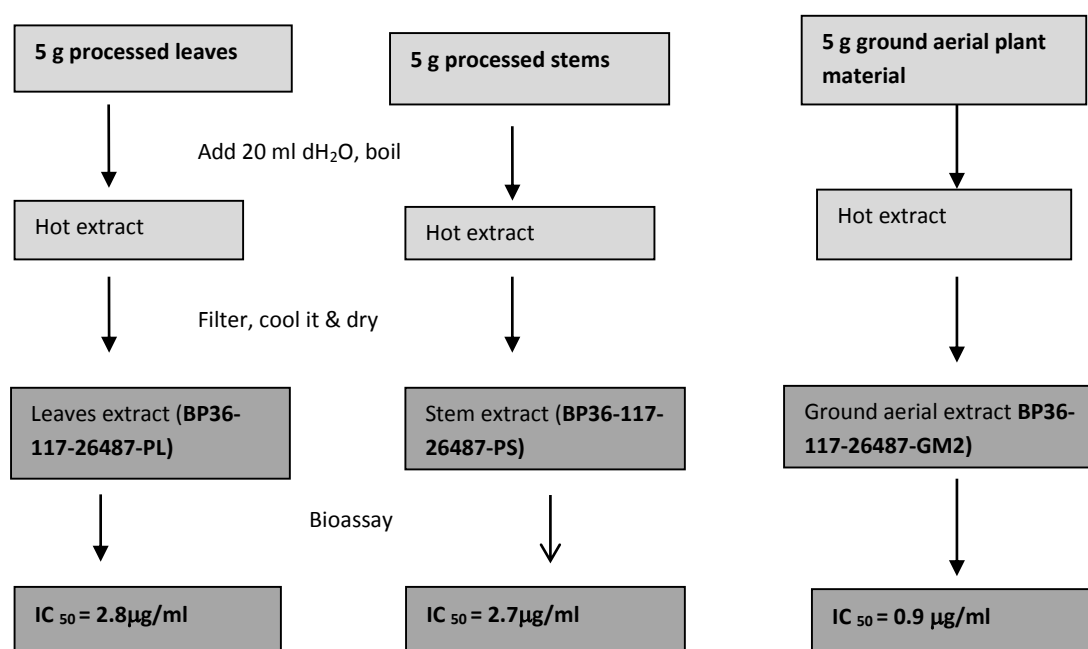 5 g processed leaves
5 g processed stems
5 g ground aerial plant
material
Add 20 ml dH₂O, boil
Hot extract
Hot extract
Hot extract
Filter, cool it & dry
Leaves extract (BP36-
117-26487-PL)
Stem extract (BP36-117-
26487-PS)
Ground aerial extract BP36-
117-26487-GM2)
Bioassay
IC ₅₀ = 2.8µg/ml
IC ₅₀ = 2.7µg/ml
IC ₅₀ = 0.9 µg/ml